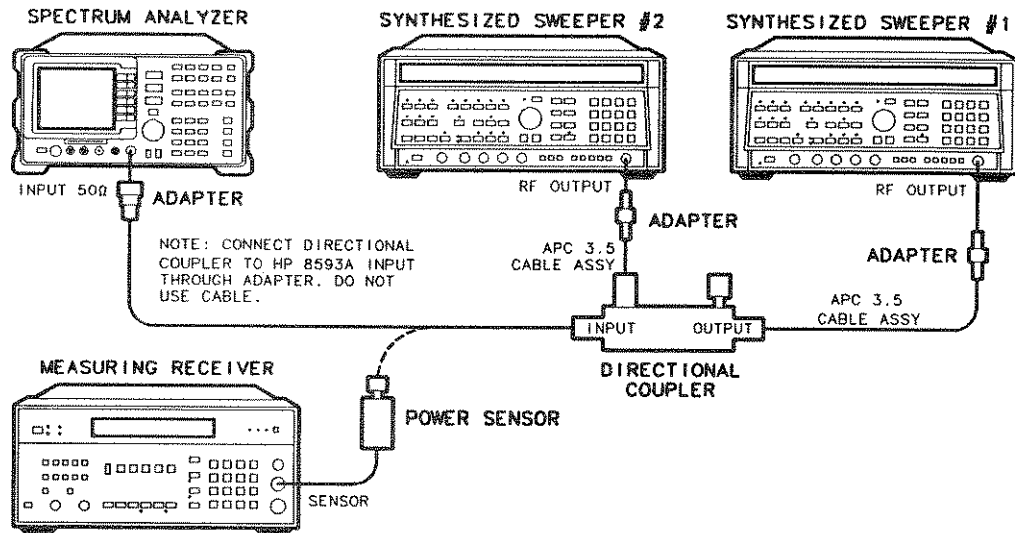 SPECTRUM ANALYZER
SYNTHESIZED SWEEPER #2
SYNTHESIZED SWEEPER #1
INPUT 50Ω
ADAPTER
RF OUTPUT
RF OUTPUT
ADAPTER
NOTE: CONNECT DIRECTIONAL
COUPLER TO HP 8593A INPUT
THROUGH ADAPTER. DO NOT
USE CABLE.
APC 3.5
CABLE ASSY
ADAPTER
INPUT
OUTPUT
APC 3.5
CABLE ASSY
DIRECTIONAL
COUPLER
MEASURING RECEIVER
POWER SENSOR
SENSOR